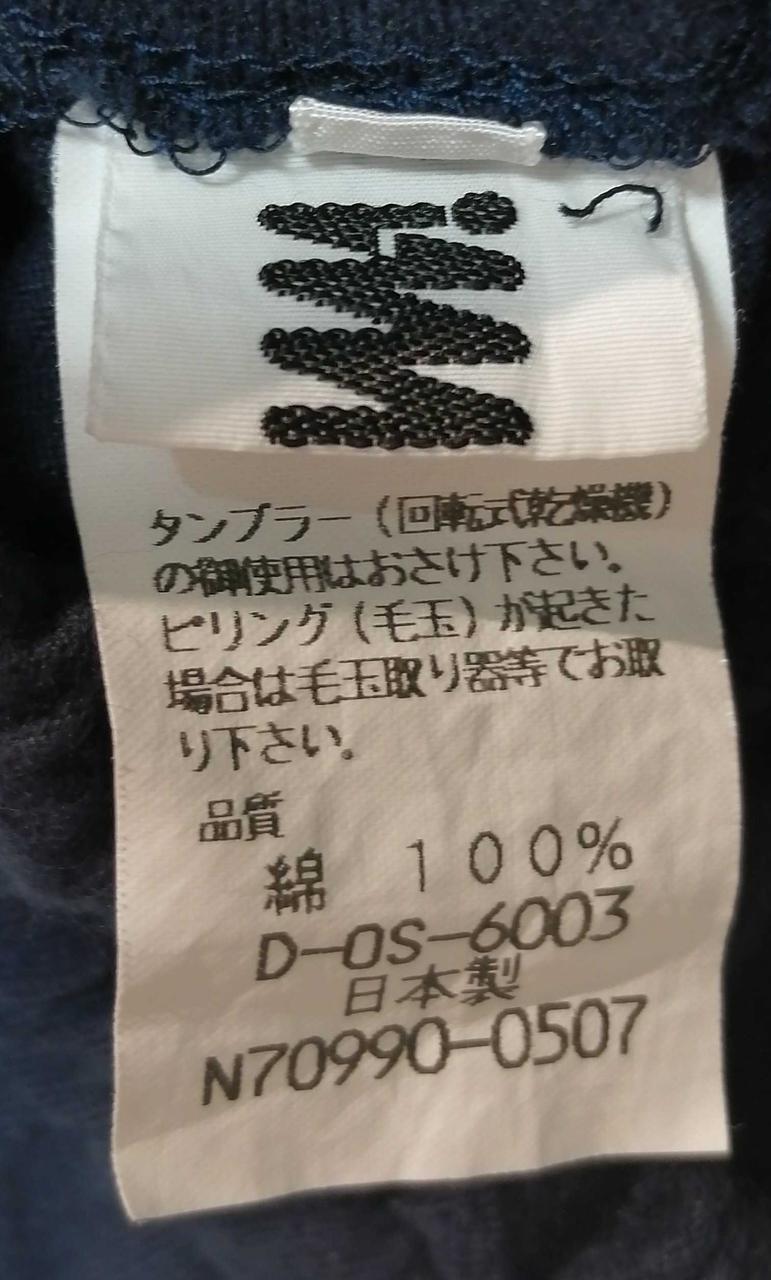 タンブラー（回転式乾燥機）
の御使用はおさけ下さい。
ピリング（毛玉）が起きた
場合は毛玉取り器等でお取
り下さい。
品質
綿 100%
D-OS-6003
日本製
N70990-0507